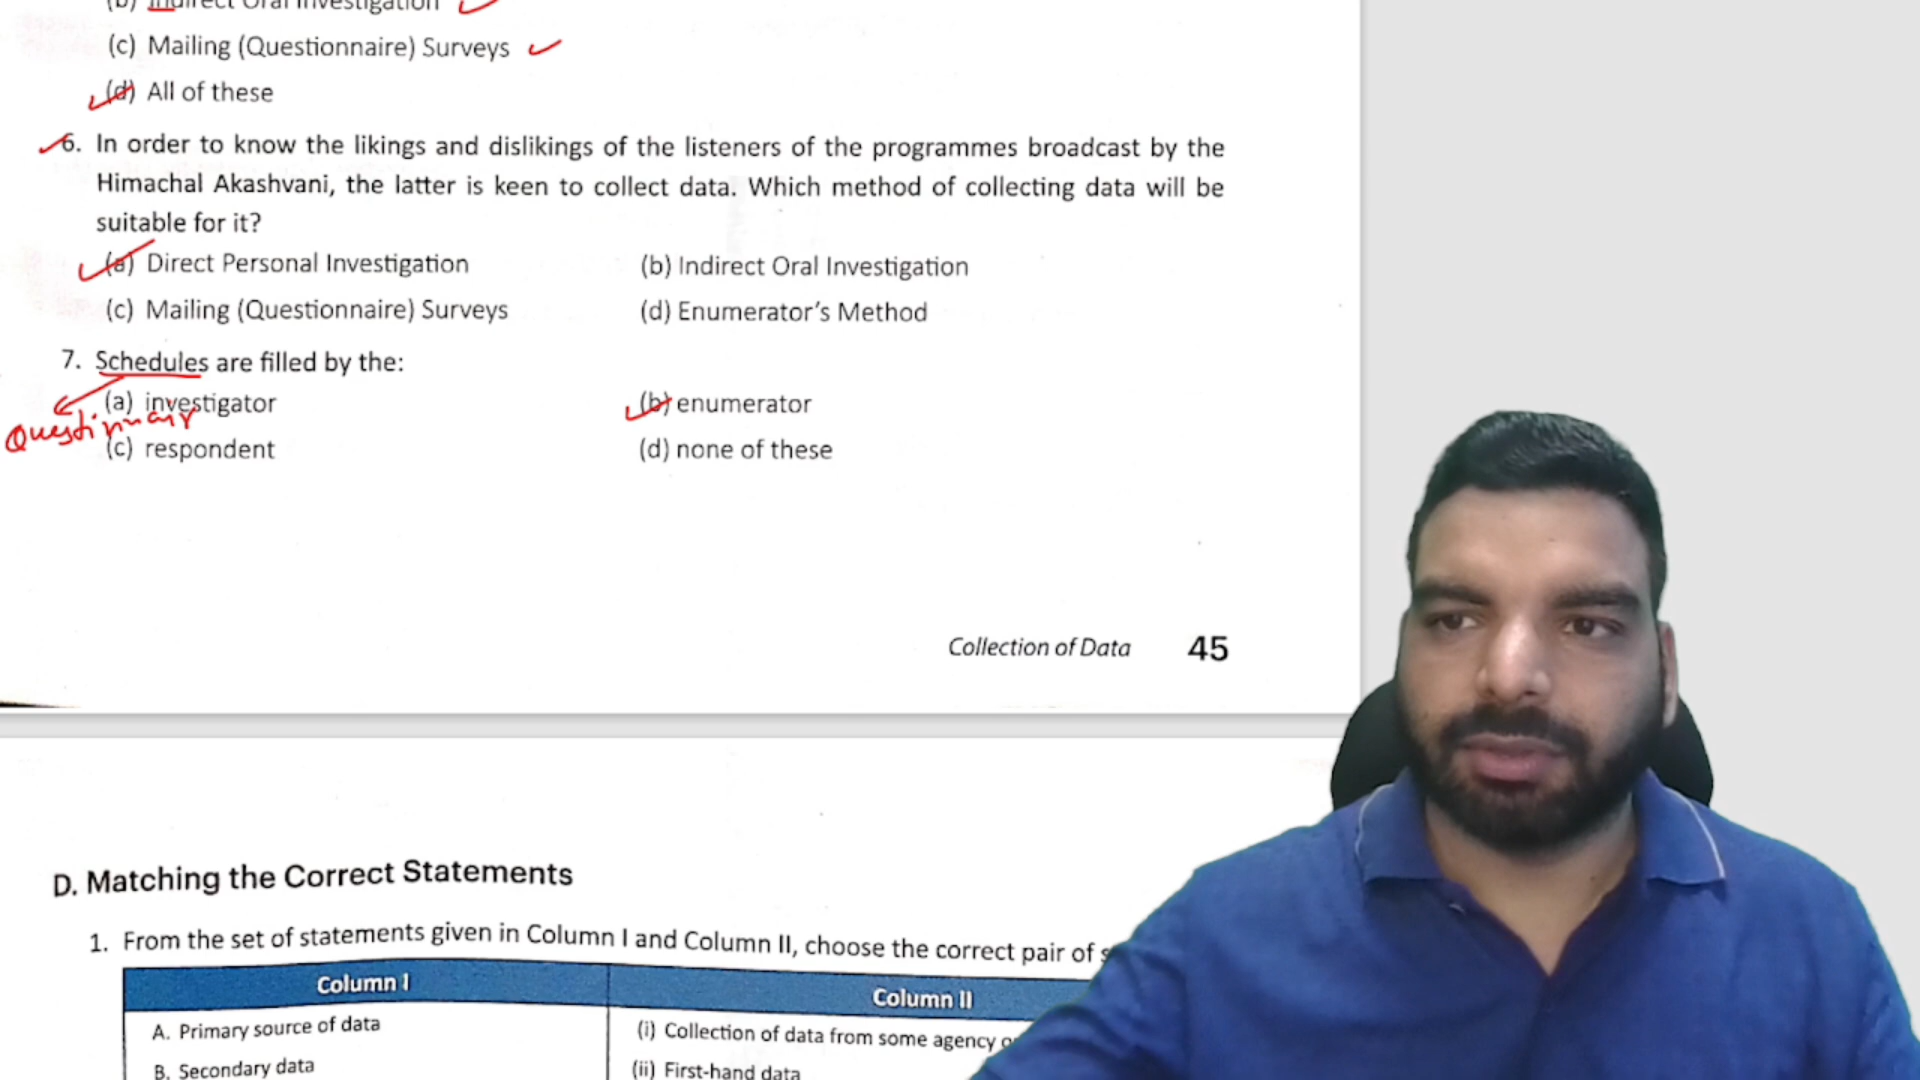 (b) Indirect Oral Investigation
(c) Mailing (Questionnaire) Surveys
(d) All of these
6. In order to know the likings and dislikings of the listeners of the programmes broadcast by the
Himachal Akashvani, the latter is keen to collect data. Which method of collecting data will be
suitable for it?
(a) Direct Personal Investigation (b) Indirect Oral Investigation
(c) Mailing (Questionnaire) Surveys (d) Enumerator's Method
7. Schedules are filled by the:
(a) investigator (b) enumerator
Questinnair
(c) respondent (d) none of these
Collection of Data 45
D. Matching the Correct Statements
1. From the set of statements given in Column I and Column II, choose the correct pair of
Column I Column II
A. Primary source of data (i) Collection of data from some agency
B. Secondary data (ii) First-hand data